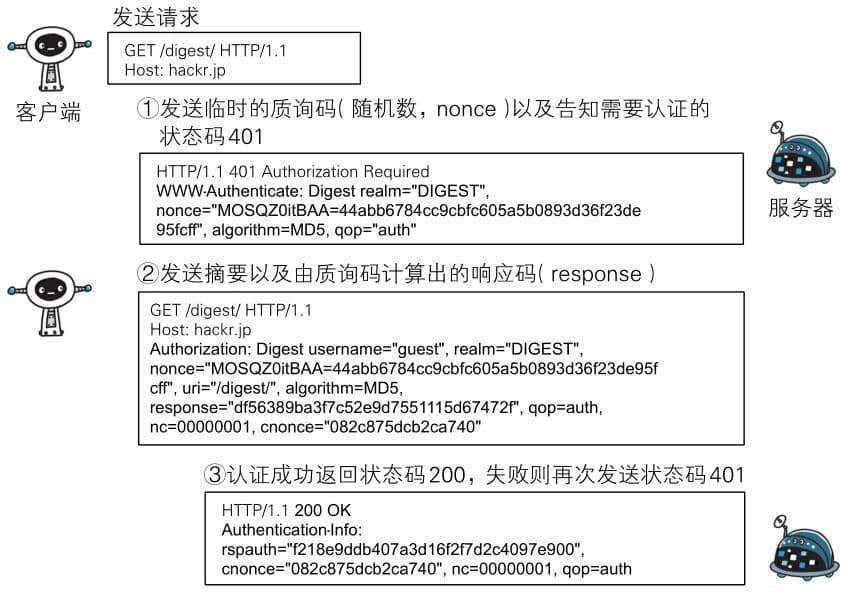 发送请求
GET /digest/ HTTP/1.1
Host: hackr.jp
客户端
①发送临时的质询码(随机数，nonce)以及告知需要认证的
状态码401
HTTP/1.1 401 Authorization Required
WWW-Authenticate: Digest realm="DIGEST",
nonce="MOSQZ0itBAA=44abb6784cc9cbfc605a5b0893d36f23de
95fcff", algorithm=MD5, qop="auth"
服务器
②发送摘要以及由质询码计算出的响应码(response)
GET /digest/ HTTP/1.1
Host: hackr.jp
Authorization: Digest username="guest", realm="DIGEST",
nonce="MOSQZ0itBAA=44abb6784cc9cbfc605a5b0893d36f23de95f
cff", uri="/digest/", algorithm=MD5,
response="df56389ba3f7c52e9d7551115d67472f", qop=auth,
nc=00000001, cnonce="082c875dcb2ca740"
③认证成功返回状态码200，失败则再次发送状态码401
HTTP/1.1 200 OK
Authentication-Info:
rspauth="f218e9ddb407a3d16f2f7d2c4097e900",
cnonce="082c875dcb2ca740", nc=00000001, qop=auth